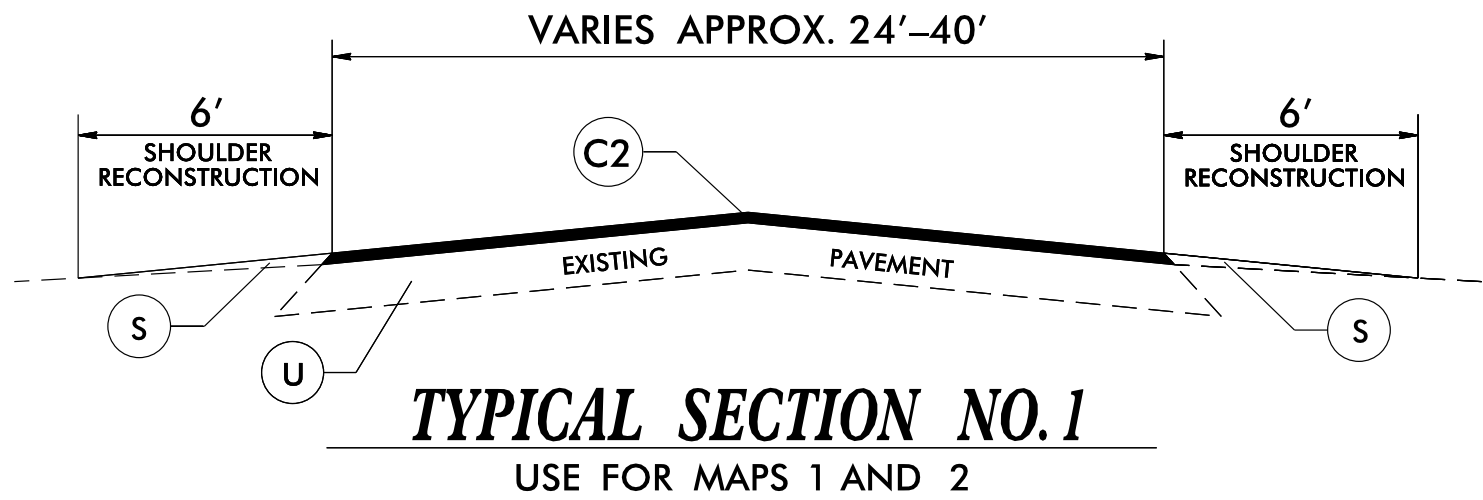 VARIES APPROX. 24'–40'
6'
SHOULDER
RECONSTRUCTION
6'
SHOULDER
RECONSTRUCTION
C2
EXISTING PAVEMENT
S
S
U
TYPICAL SECTION NO. 1
USE FOR MAPS 1 AND 2